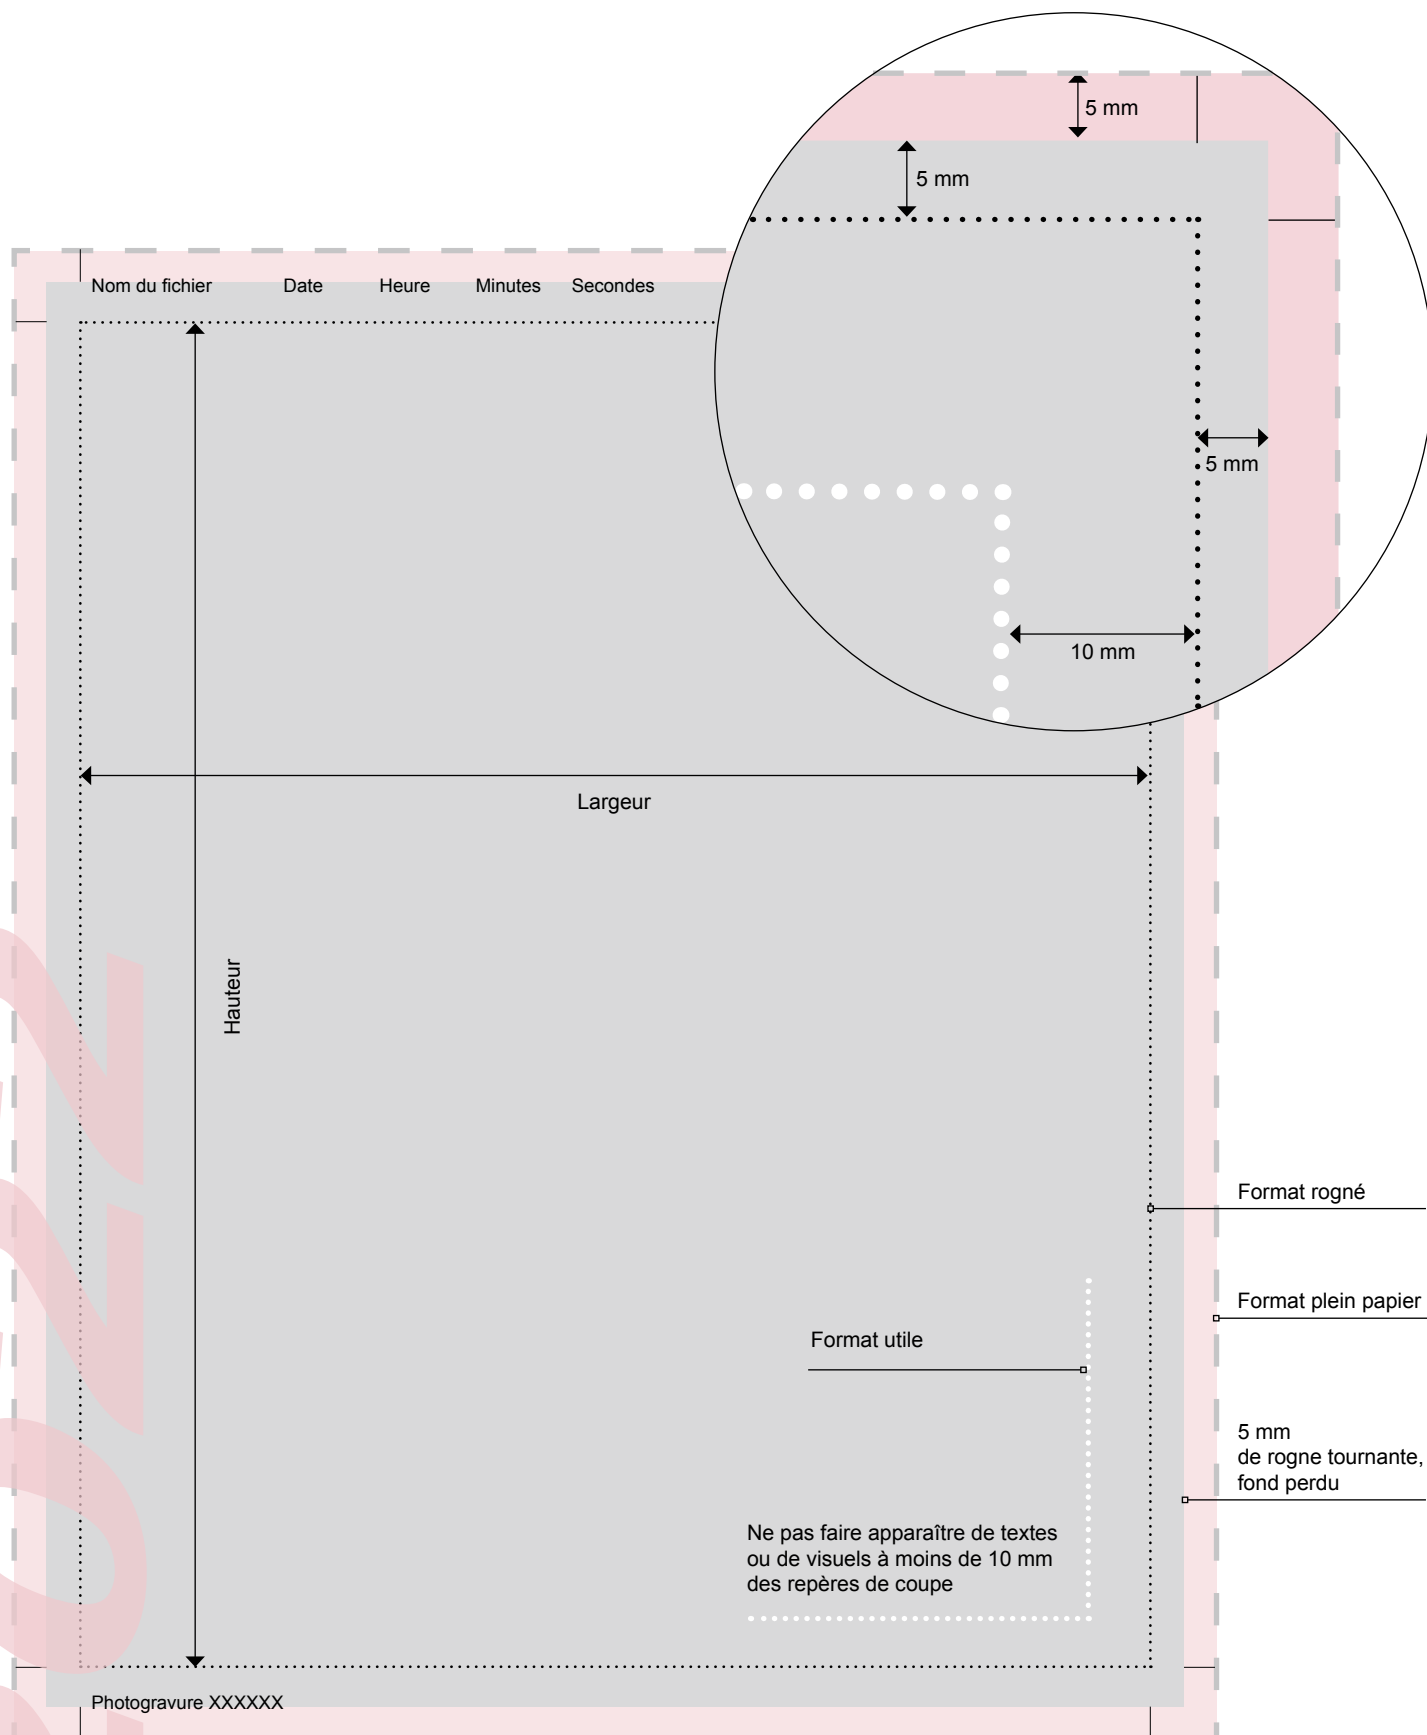 5 mm
5 mm
Nom du fichier Date Heure Minutes Secondes
5 mm
10 mm
Largeur
Hauteur
Format rogné
Format plein papier
Format utile
5 mm
de rogne tournante,
fond perdu
Ne pas faire apparaître de textes
ou de visuels à moins de 10 mm
des repères de coupe
Photogravure XXXXXX